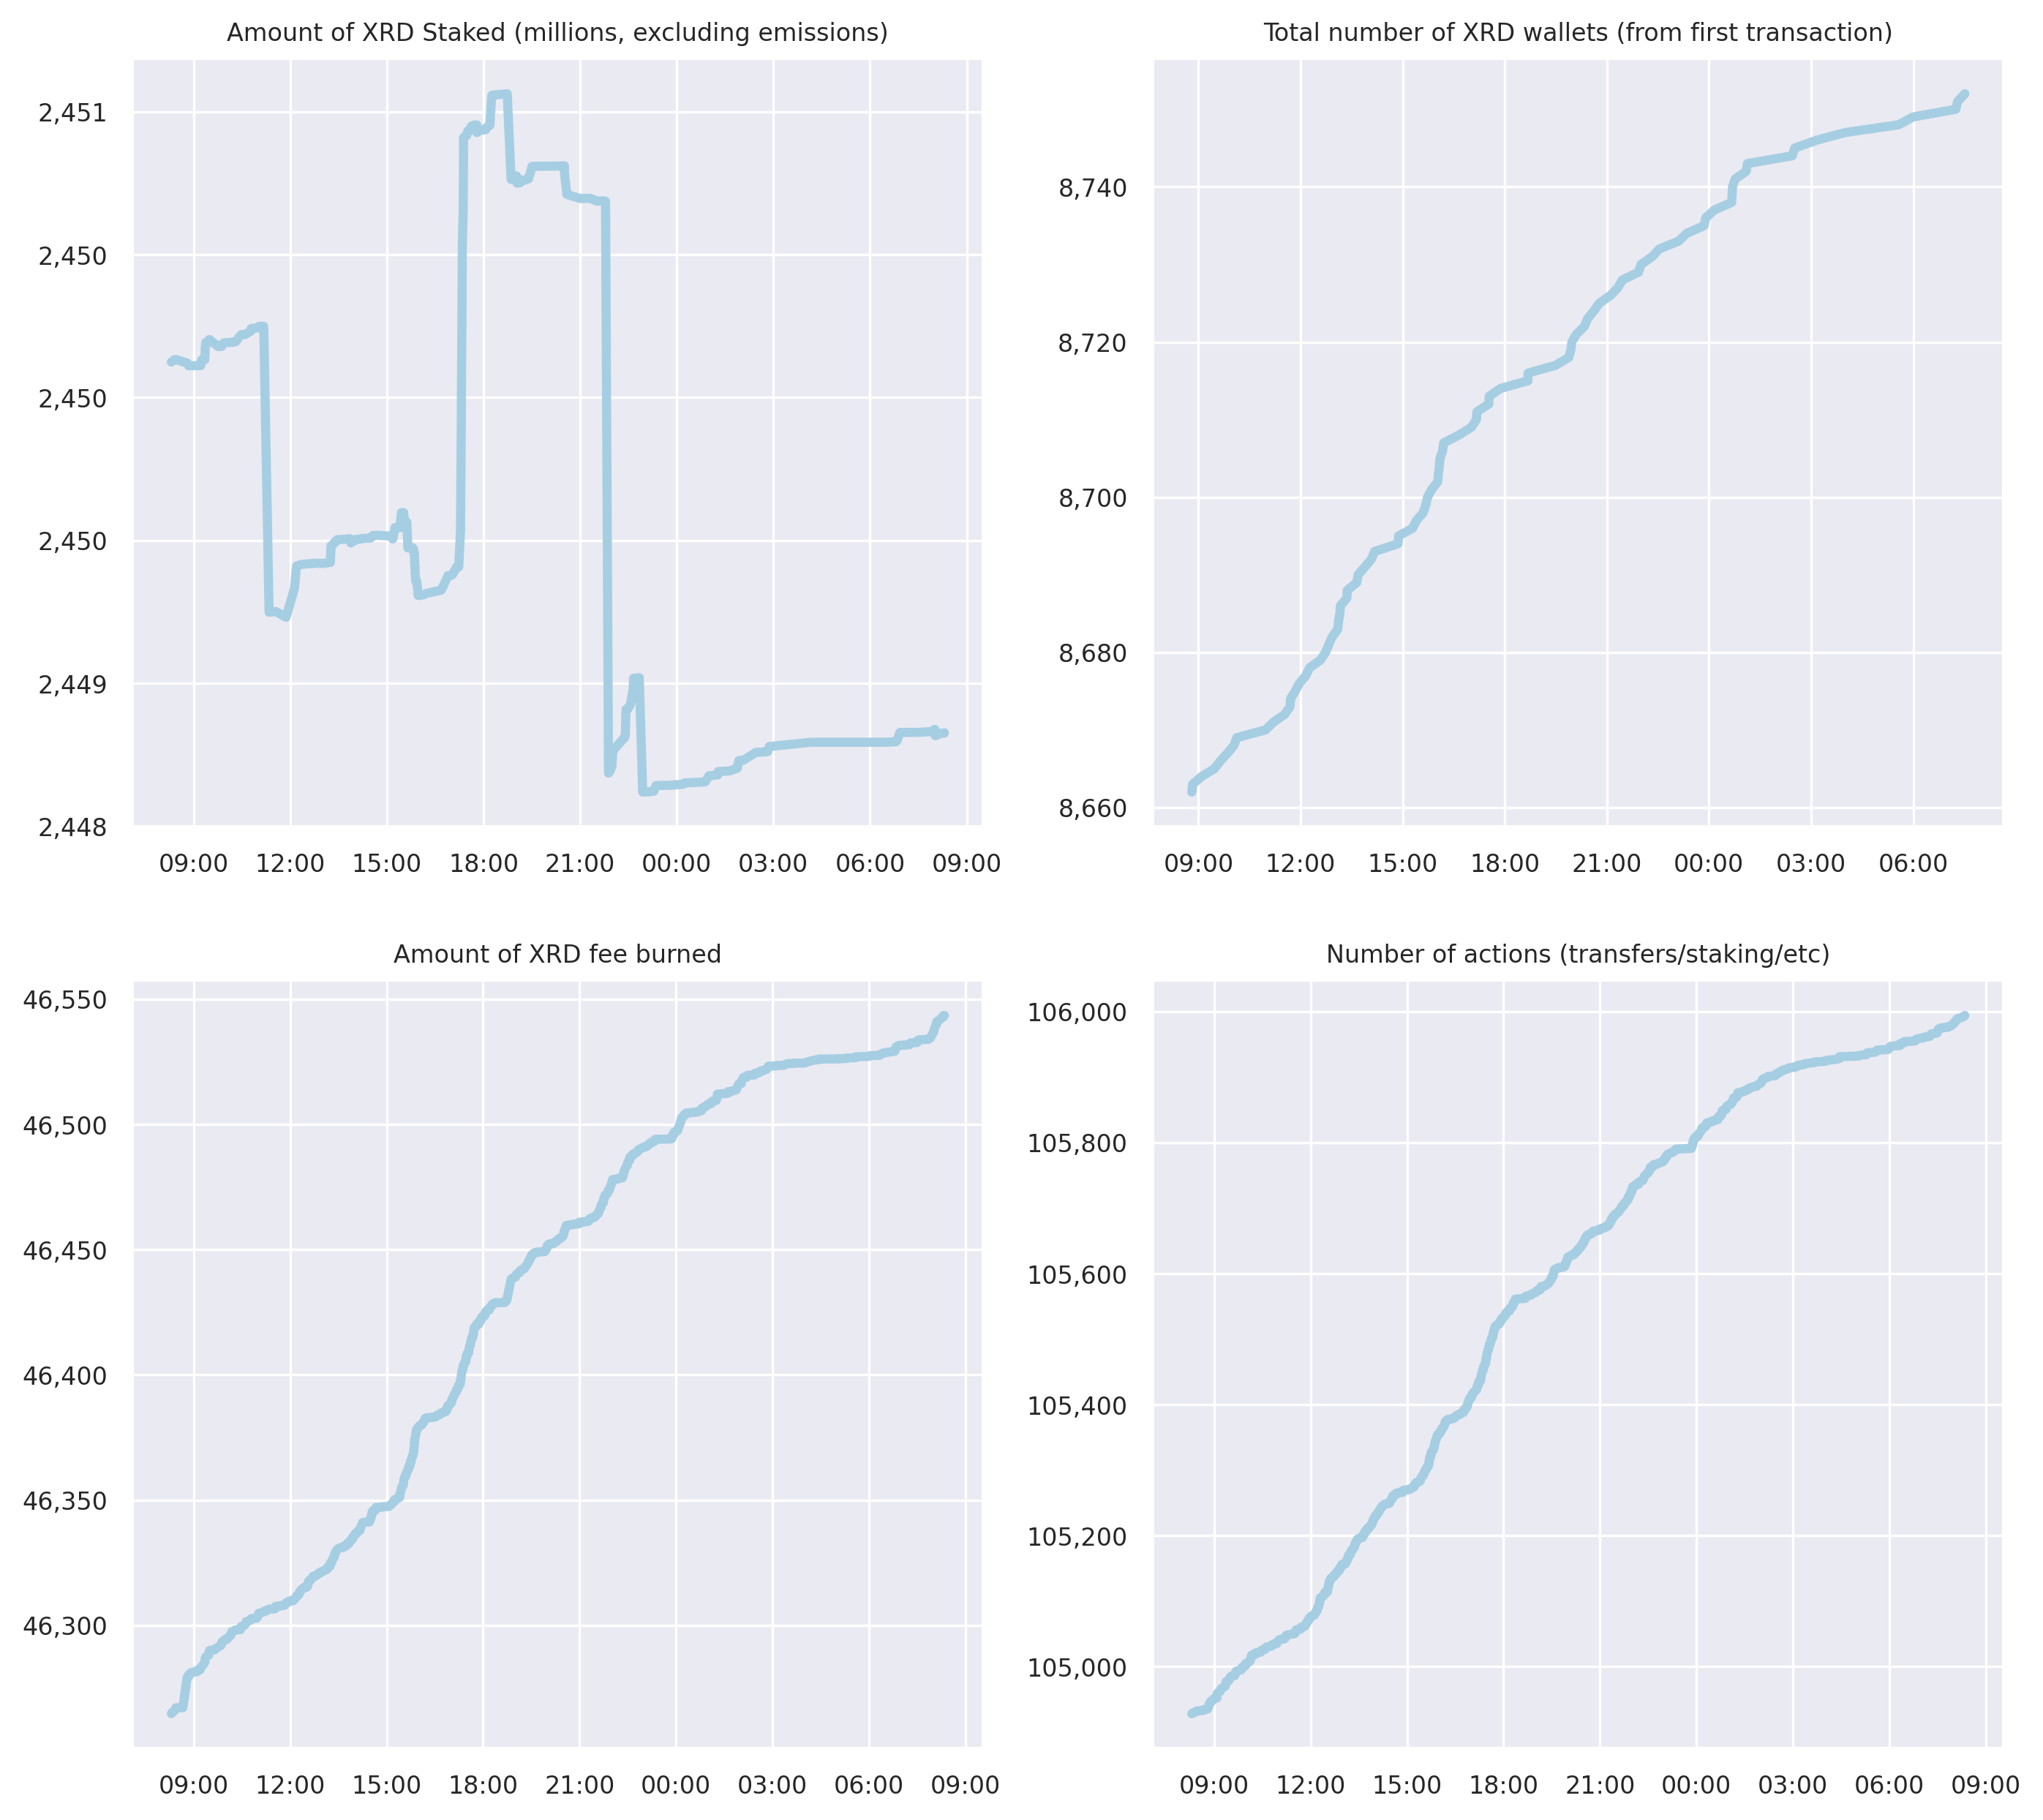 Amount of XRD Staked (millions, excluding emissions)
2,451
2,450
2,450
2,450
2,449
2,448
09:00 12:00 15:00 18:00 21:00 00:00 03:00 06:00 09:00
Total number of XRD wallets (from first transaction)
8,740
8,720
8,700
8,680
8,660
09:00 12:00 15:00 18:00 21:00 00:00 03:00 06:00
Amount of XRD fee burned
46,550
46,500
46,450
46,400
46,350
46,300
09:00 12:00 15:00 18:00 21:00 00:00 03:00 06:00 09:00
Number of actions (transfers/staking/etc)
106,000
105,800
105,600
105,400
105,200
105,000
09:00 12:00 15:00 18:00 21:00 00:00 03:00 06:00 09:00